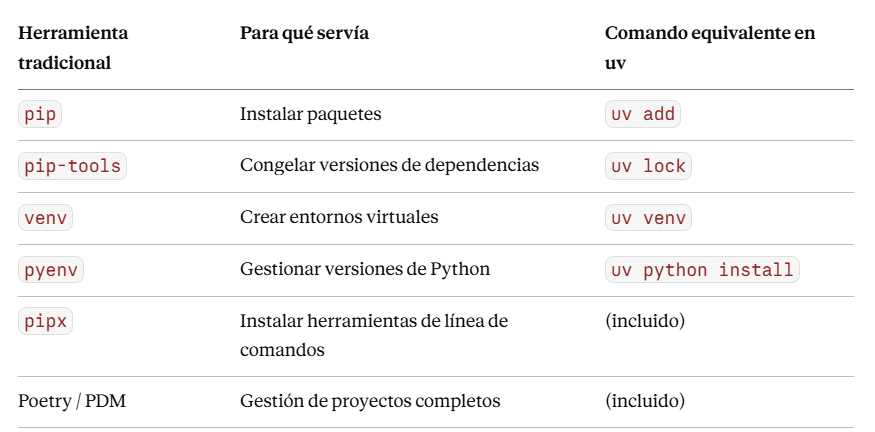 Herramienta tradicional	Para qué servía	Comando equivalente en uv
pip	Instalar paquetes	uv add
pip-tools	Congelar versiones de dependencias	uv lock
venv	Crear entornos virtuales	uv venv
pyenv	Gestionar versiones de Python	uv python install
pipx	Instalar herramientas de línea de comandos	(incluido)
Poetry / PDM	Gestión de proyectos completos	(incluido)